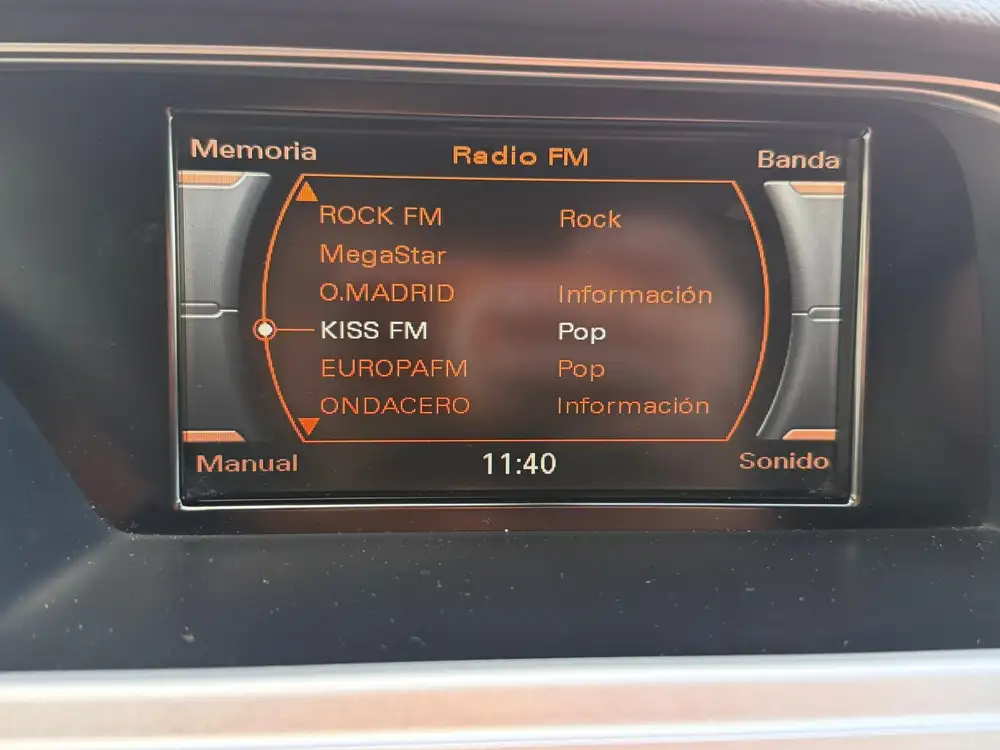 Memoria Radio FM Banda
ROCK FM Rock
MegaStar
O.MADRID Información
KISS FM Pop
EUROPAFM Pop
ONDACERO Información
Manual 11:40 Sonido